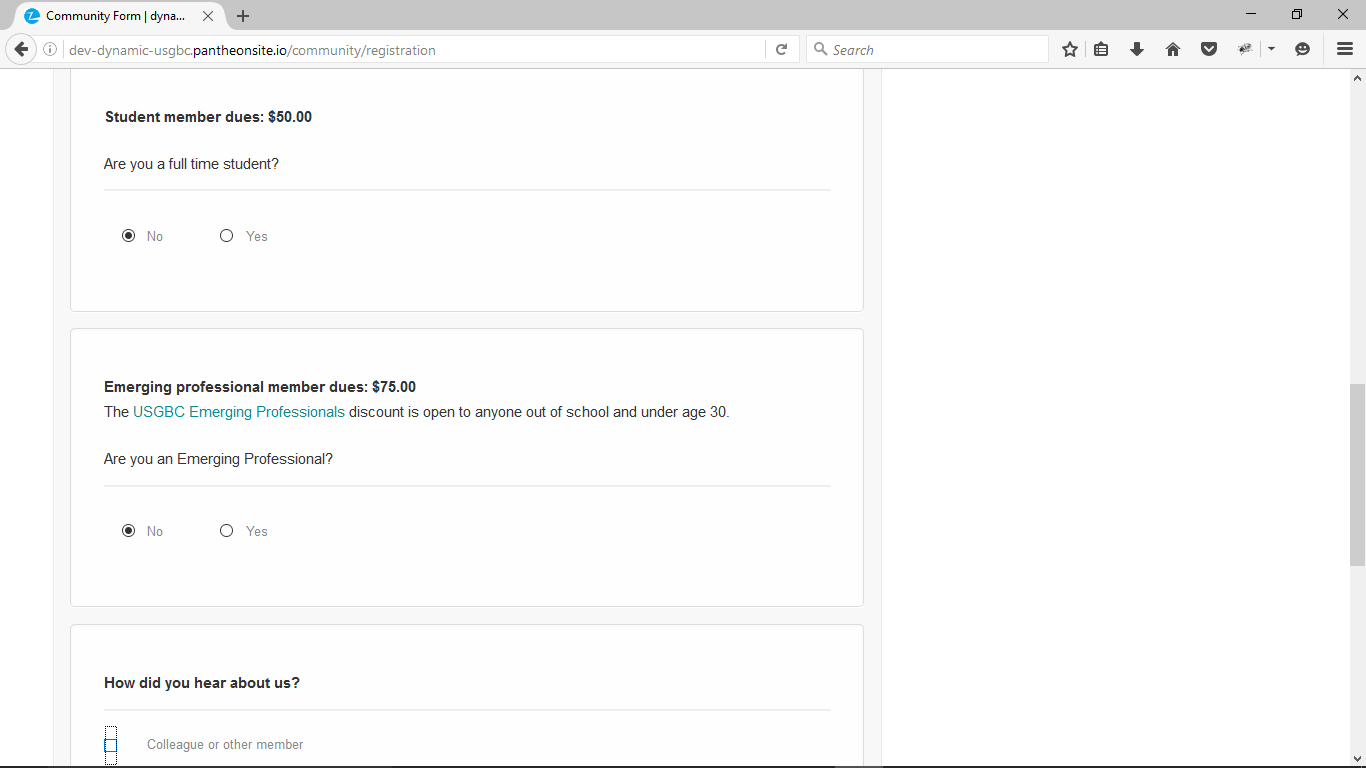 Community Form | dyna...
dev-dynamic-usgbc.pantheonsite.io/community/registration
Search
Student member dues: $50.00
Are you a full time student?
No Yes
Emerging professional member dues: $75.00
The USGBC Emerging Professionals discount is open to anyone out of school and under age 30.
Are you an Emerging Professional?
No Yes
How did you hear about us?
Colleague or other member